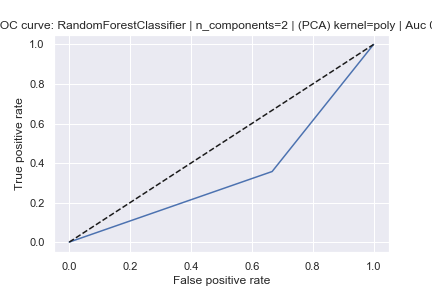 OC curve: RandomForestClassifier | n_components=2 | (PCA) kernel=poly | Auc
1.0
0.8
0.6
0.4
0.2
0.0
True positive rate
0.0 0.2 0.4 0.6 0.8 1.0
False positive rate